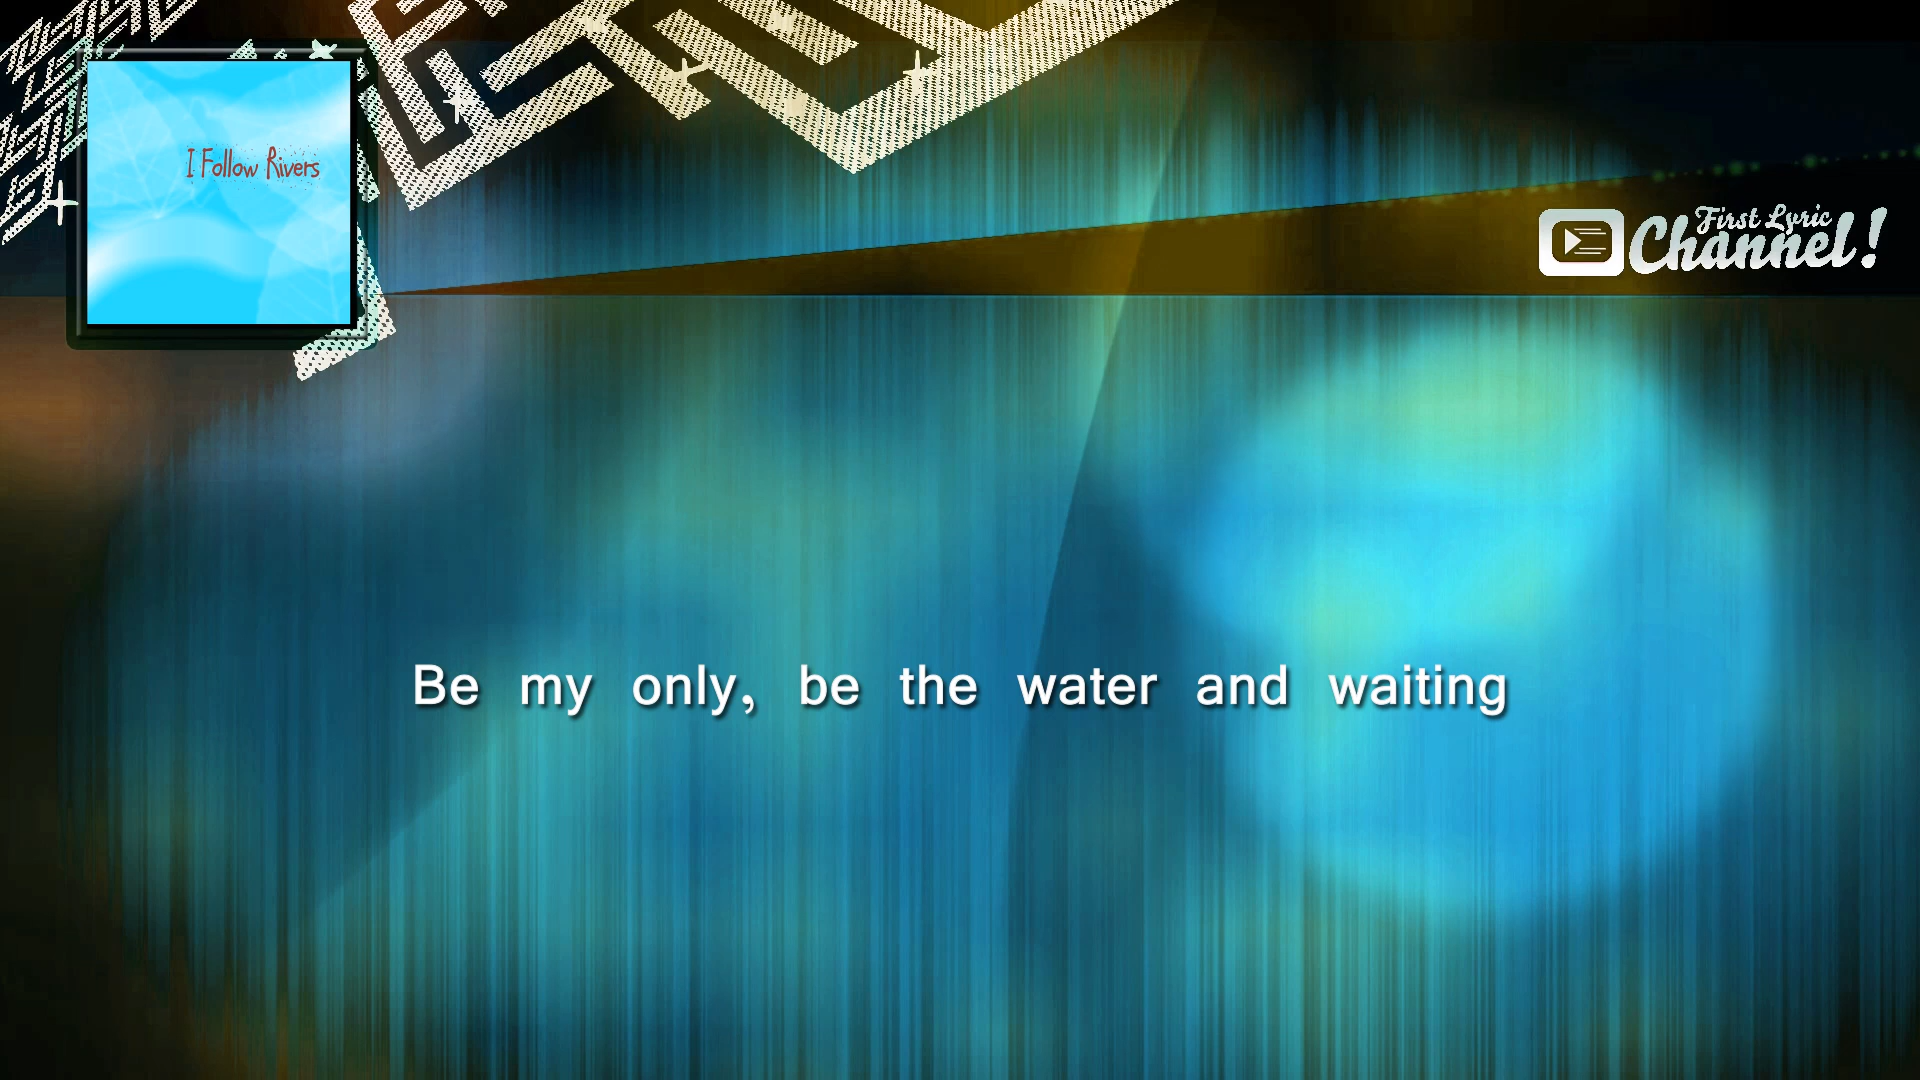 I Follow Rivers
First Lyric
Channel!
Be my only, be the water and waiting